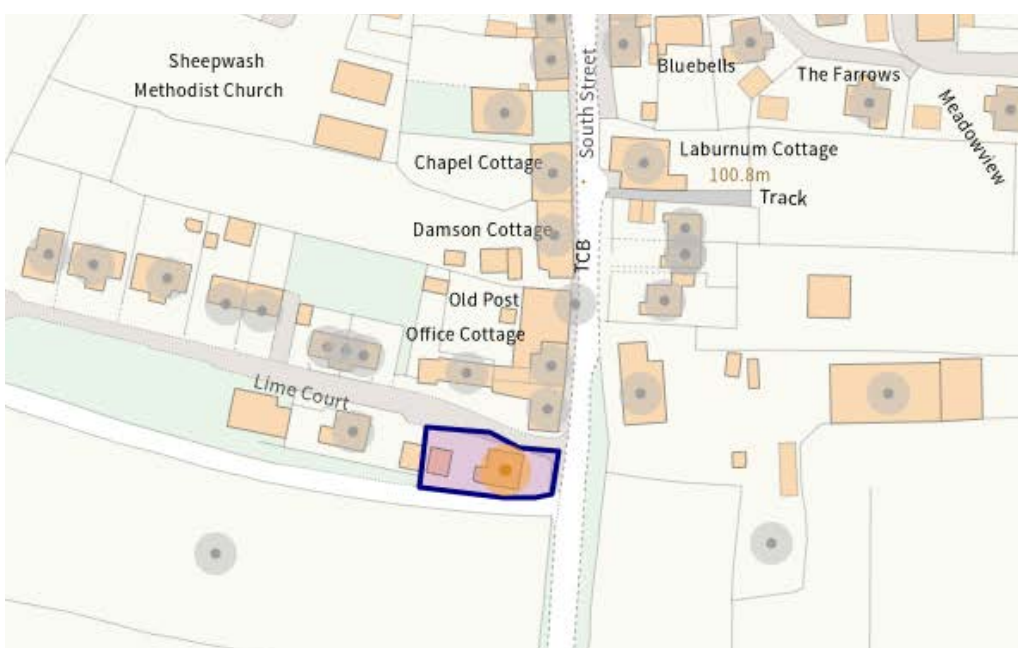 Sheepwash
Methodist Church
South Street
Bluebells
The Farrows
Meadowview
Chapel Cottage
Laburnum Cottage
100.8m
Track
Damson Cottage
TCB
Old Post
Office Cottage
Lime Court